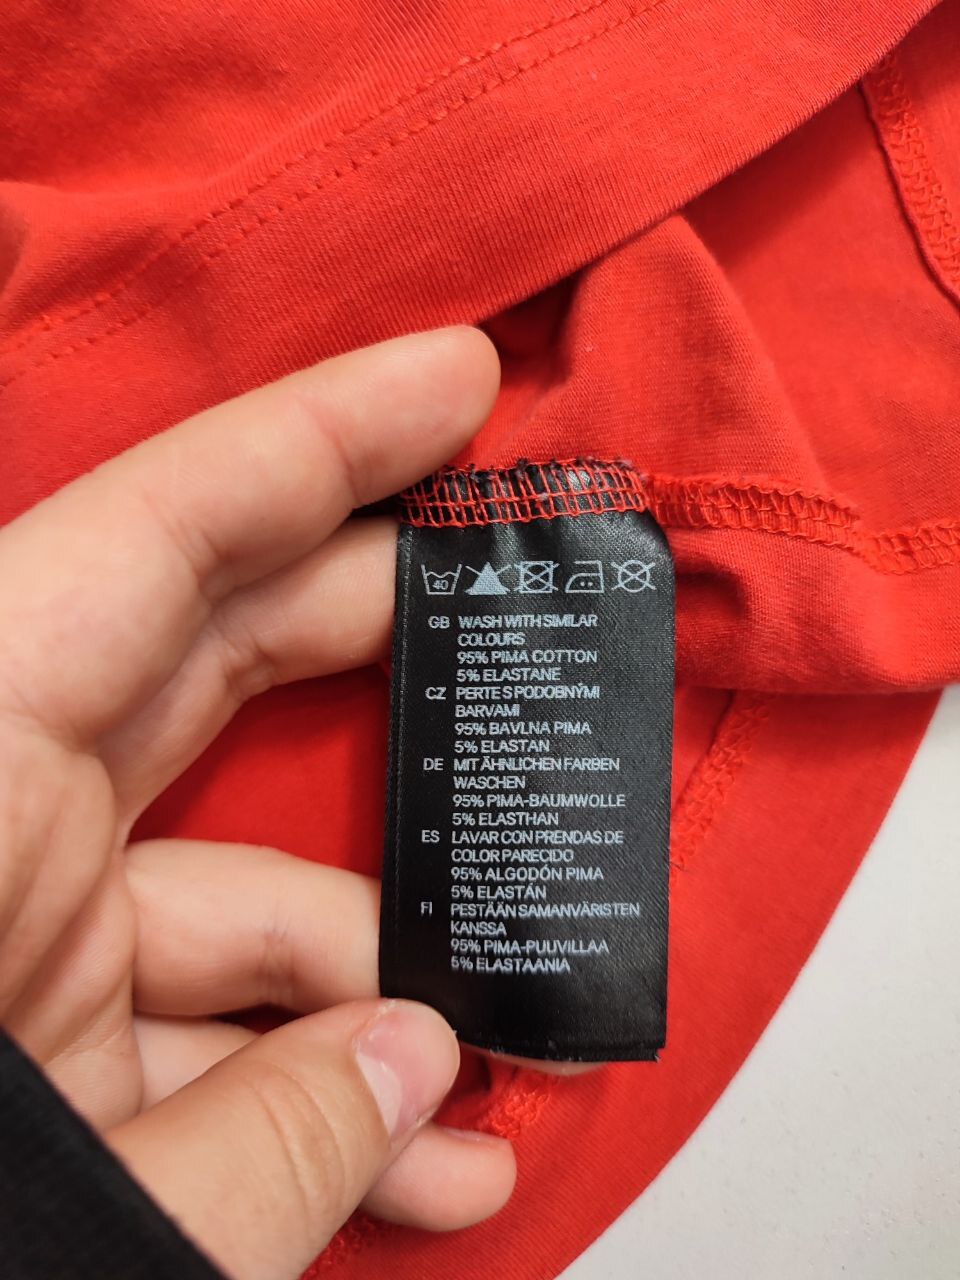 40
GB WASH WITH SIMILAR
COLOURS
95% PIMA COTTON
5% ELASTANE
CZ PERTE S PODOBNÝMI
BARVAMI
95% BAVLNA PIMA
5% ELASTAN
DE MIT ÄHNLICHEN FARBEN
WASCHEN
95% PIMA-BAUMWOLLE
5% ELASTHAN
ES LAVAR CON PRENDAS DE
COLOR PARECIDO
95% ALGODÓN PIMA
5% ELASTÁN
FI PESTÄÄN SAMANVÄRISTEN
KANSSA
95% PIMA-PUUVILLAA
5% ELASTAANIA